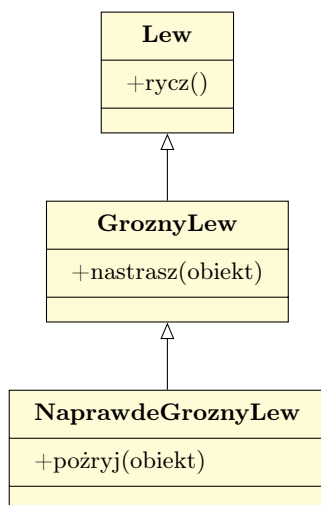 Lew
+rycz()
GroznyLew
+nastrasz(obiekt)
NaprawdeGroznyLew
+pożryj(obiekt)